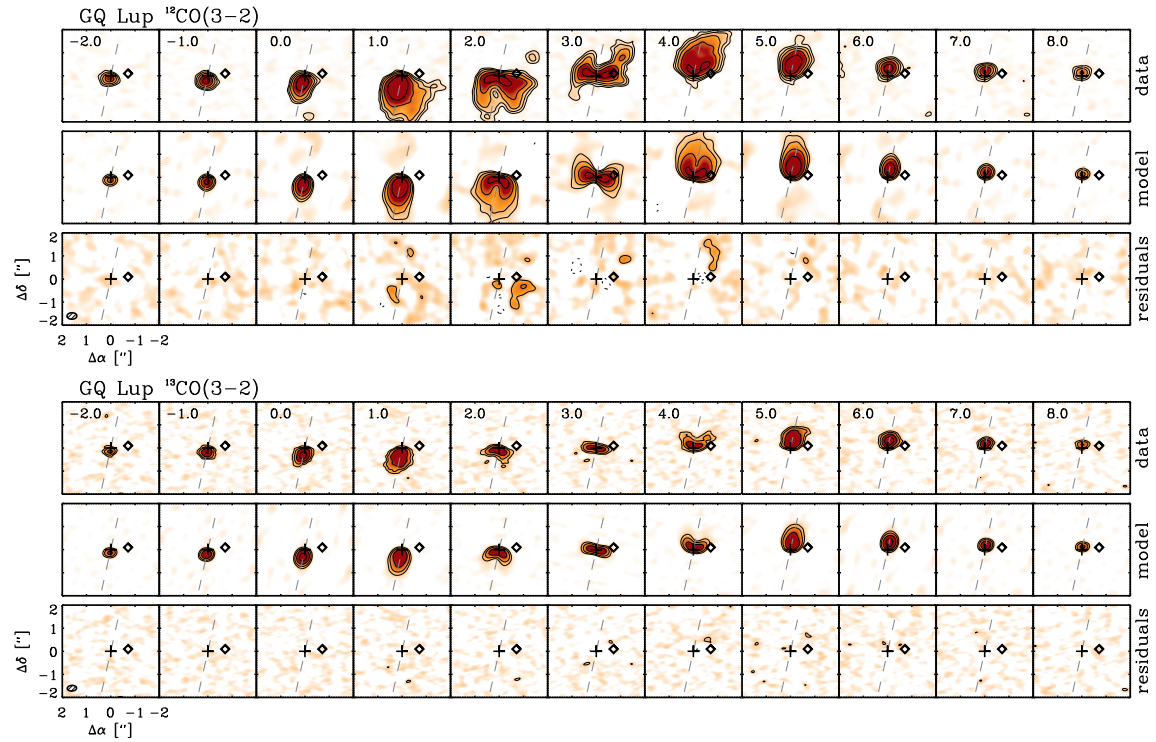 GQ Lup ¹²CO(3−2)
−2.0 −1.0 0.0 1.0 2.0 3.0 4.0 5.0 6.0 7.0 8.0
data
model
residuals
2
1
0
−1
−2
Δδ [″]
2 1 0 −1 −2
Δα [″]
GQ Lup ¹³CO(3−2)
−2.0 −1.0 0.0 1.0 2.0 3.0 4.0 5.0 6.0 7.0 8.0
data
model
residuals
2
1
0
−1
−2
Δδ [″]
2 1 0 −1 −2
Δα [″]